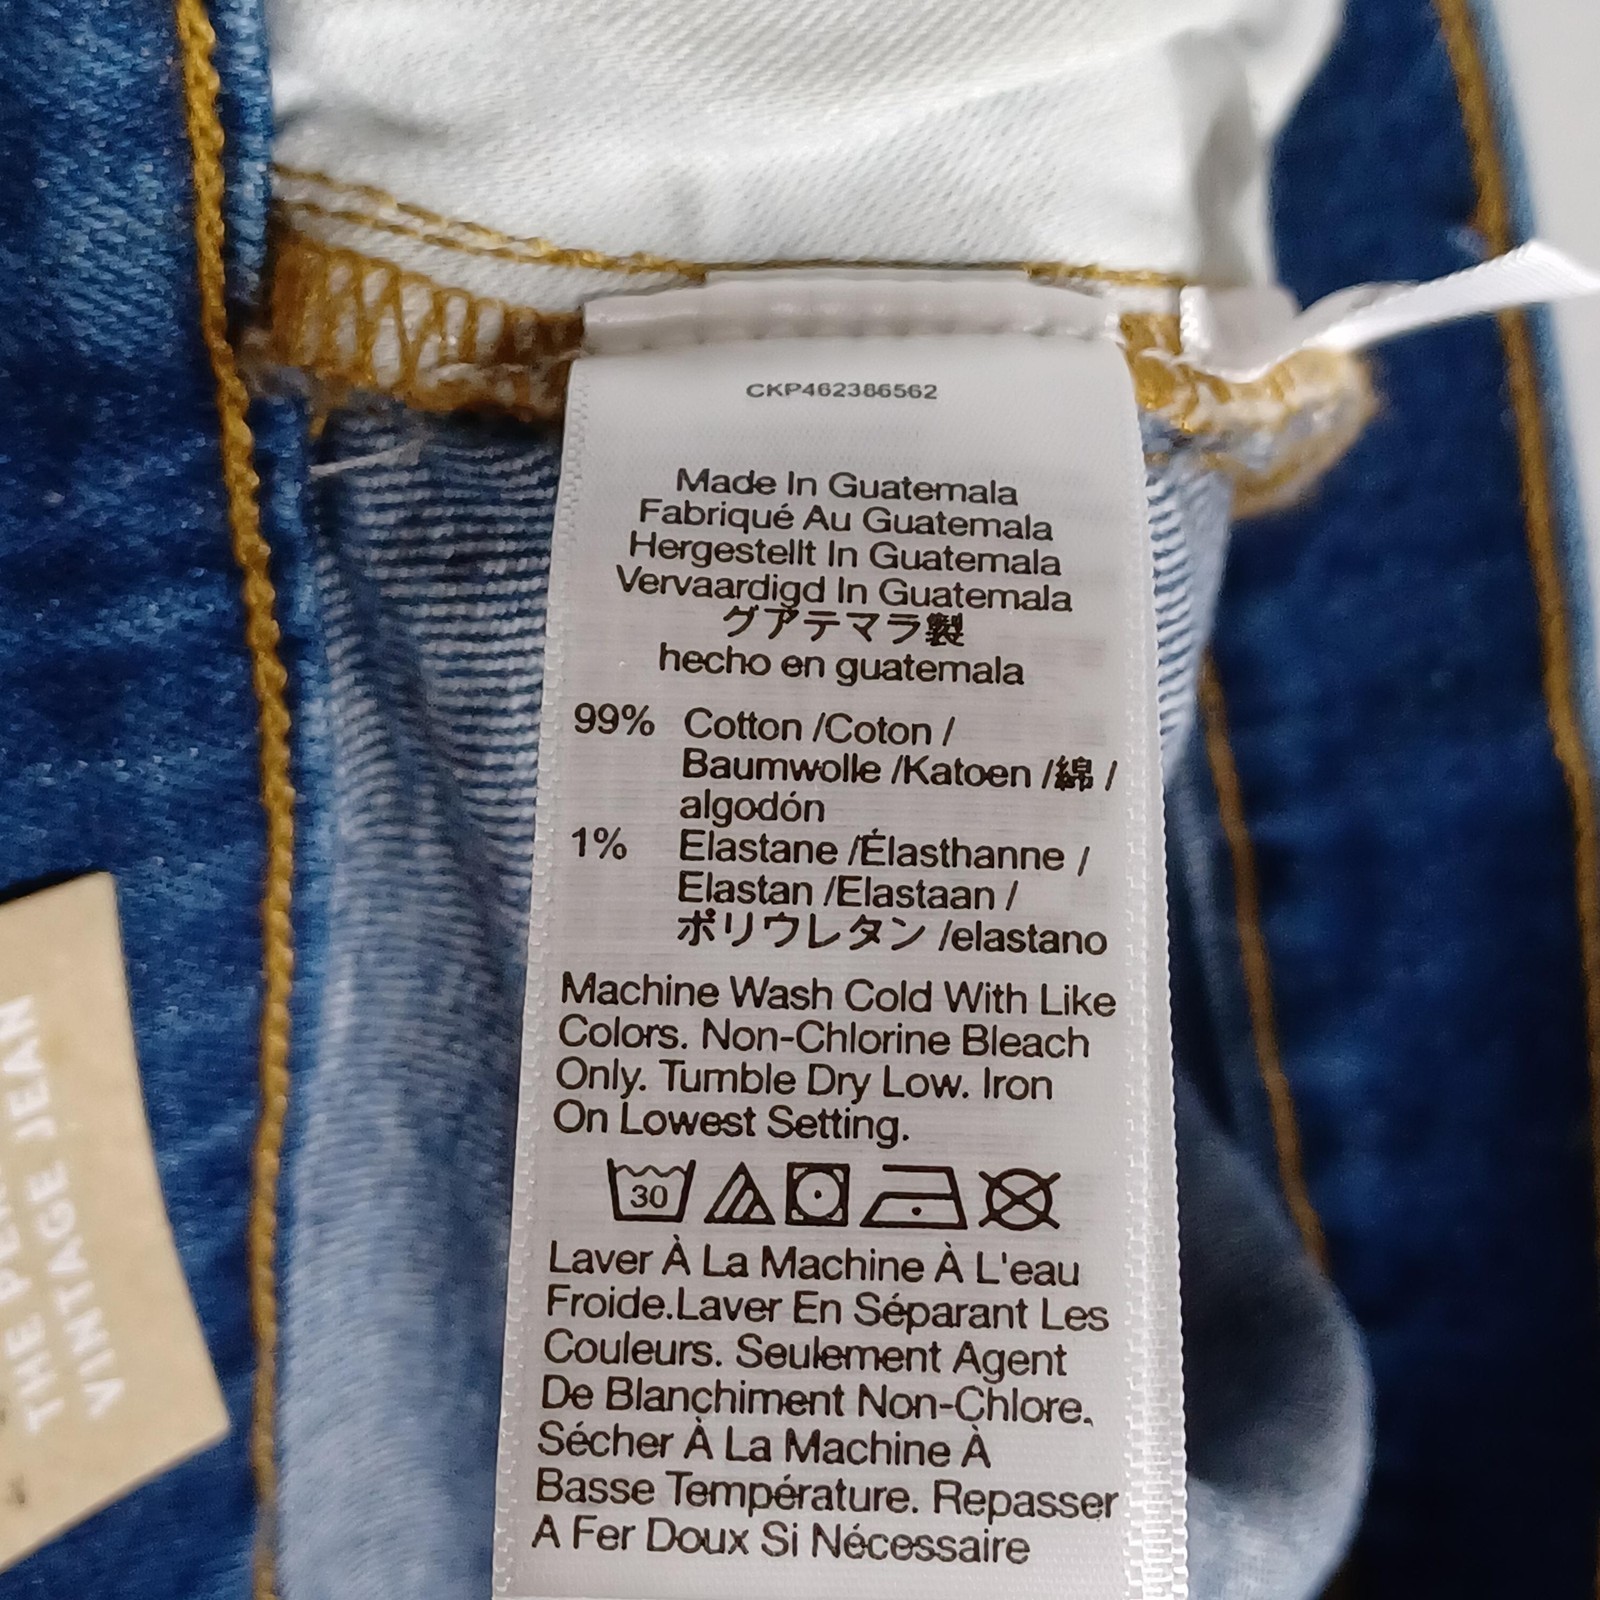 CKP462386562
Made In Guatemala
Fabriqué Au Guatemala
Hergestellt In Guatemala
Vervaardigd In Guatemala
グアテマラ製
hecho en guatemala
99% Cotton /Coton /
Baumwolle /Katoen /綿 /
algodón
1% Elastane /Élasthanne /
Elastan /Elastaan /
ポリウレタン /elastano
Machine Wash Cold With Like
Colors. Non-Chlorine Bleach
Only. Tumble Dry Low. Iron
On Lowest Setting.
30
Laver À La Machine À L'eau
Froide.Laver En Séparant Les
Couleurs. Seulement Agent
De Blanchiment Non-Chlore.
Sécher À La Machine À
Basse Température. Repasser
A Fer Doux Si Nécessaire
THE
VINTAGE JEAN